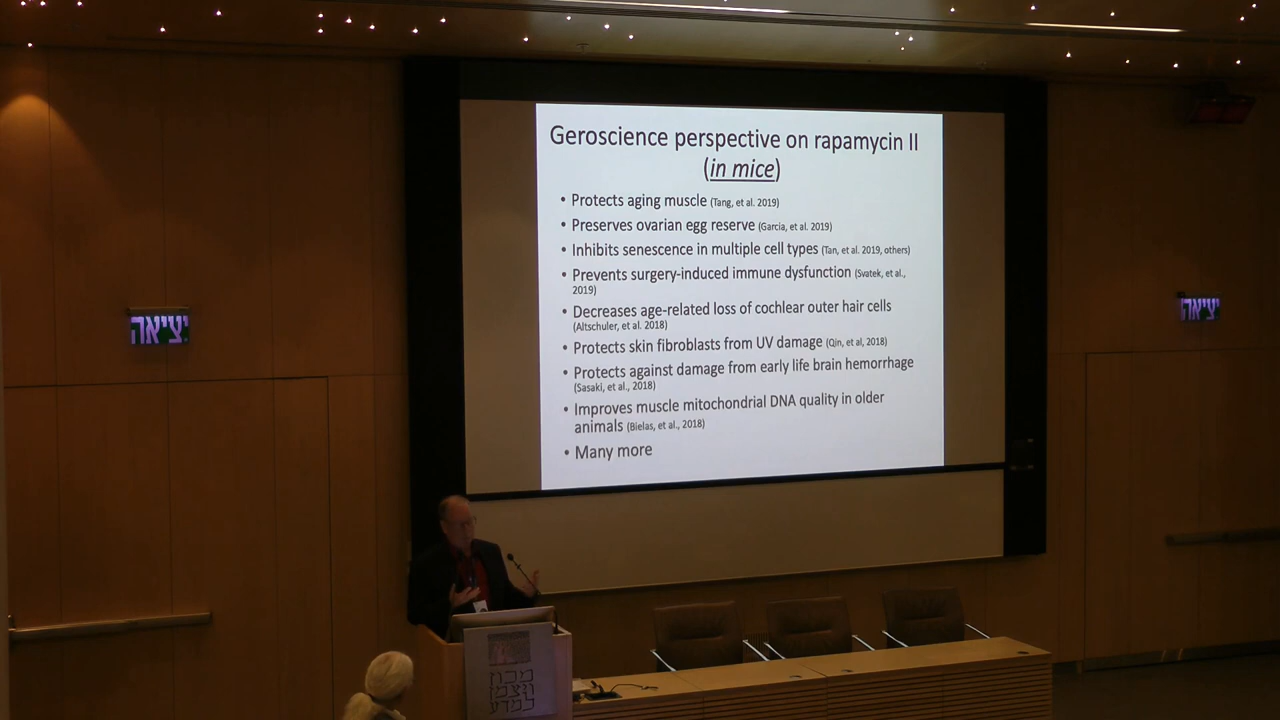 Geroscience perspective on rapamycin II
(in mice)
• Protects aging muscle (Tang, et al. 2019)
• Preserves ovarian egg reserve (Garcia, et al. 2019)
• Inhibits senescence in multiple cell types (Tan, et al. 2019, others)
• Prevents surgery-induced immune dysfunction (Svatek, et al.,
2019)
• Decreases age-related loss of cochlear outer hair cells
(Altschuler, et al. 2018)
• Protects skin fibroblasts from UV damage (Qin, et al, 2018)
• Protects against damage from early life brain hemorrhage
(Sasaki, et al., 2018)
• Improves muscle mitochondrial DNA quality in older
animals (Bielas, et al., 2018)
• Many more
יציאה
יציאה
מכון
ויצמן
למדע